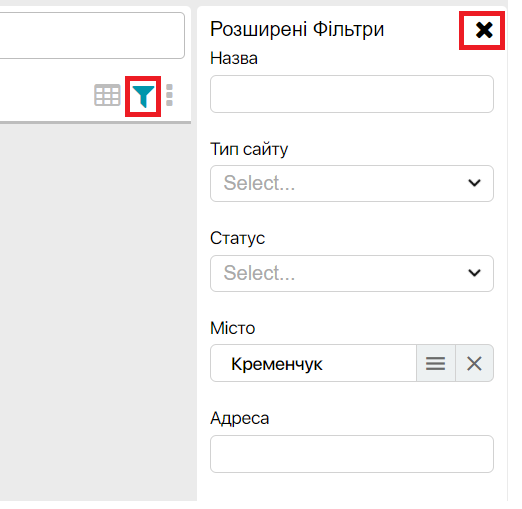 Розширені Фільтри
Назва
Тип сайту
Select...
Статус
Select...
Місто
Кременчук
Адреса